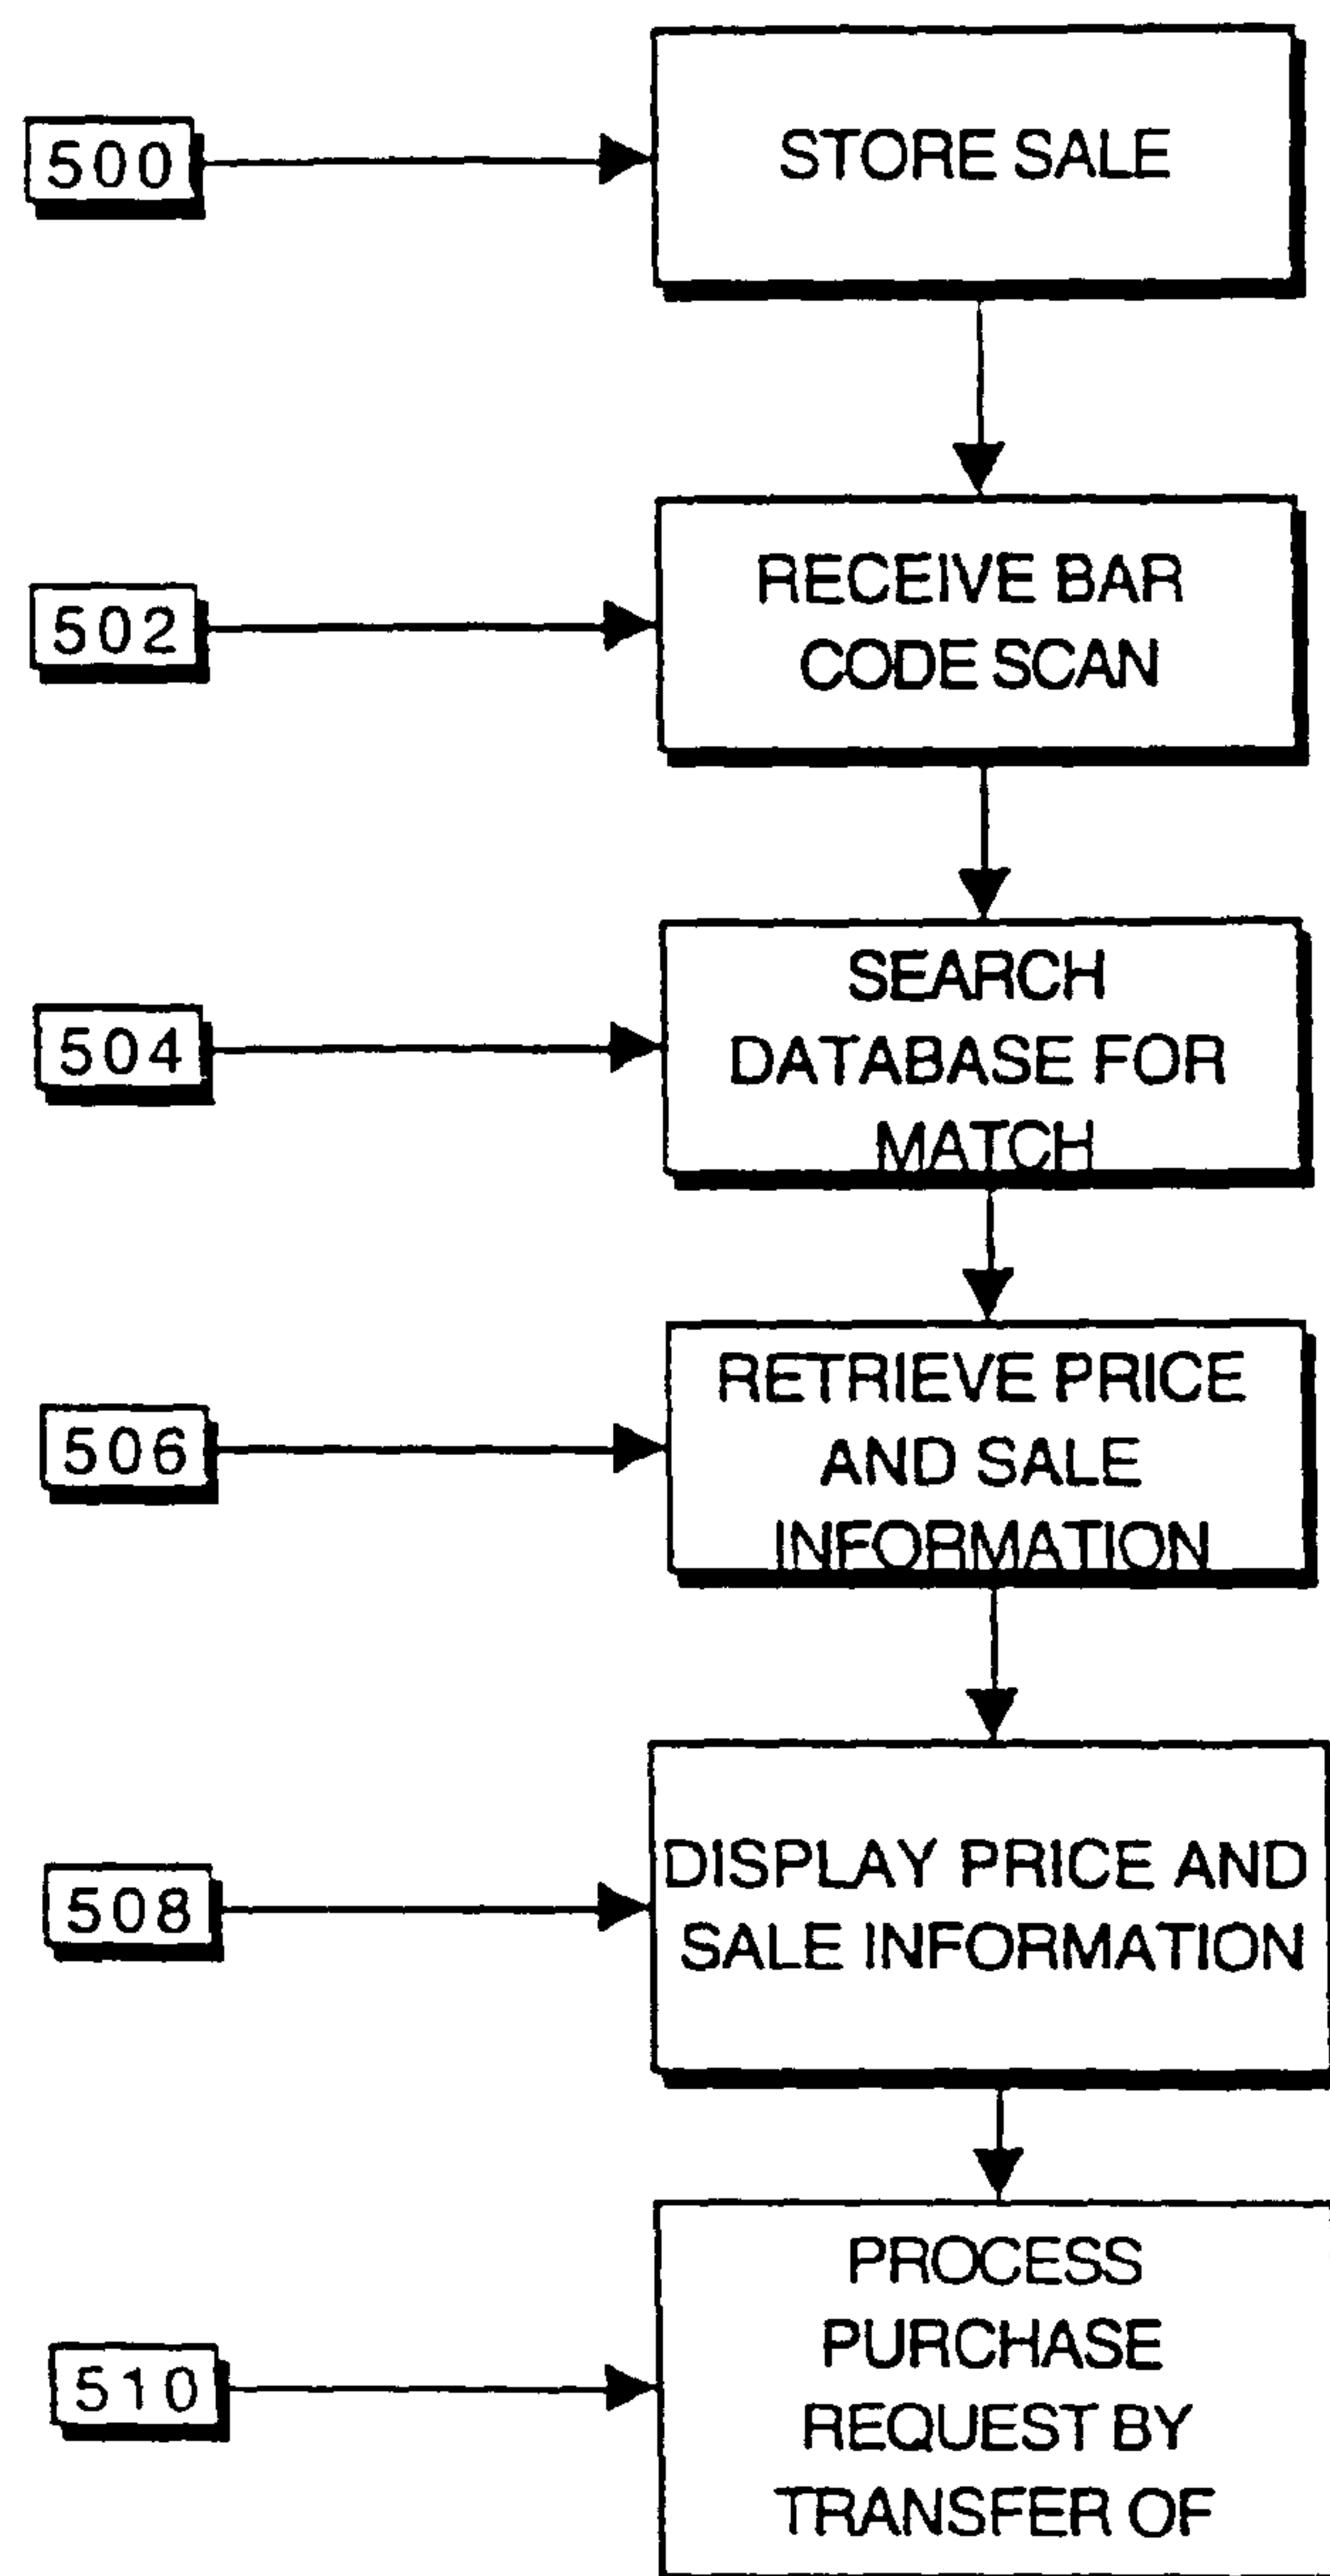 500
STORE SALE
502
RECEIVE BAR
CODE SCAN
504
SEARCH
DATABASE FOR
MATCH
506
RETRIEVE PRICE
AND SALE
INFORMATION
508
DISPLAY PRICE AND
SALE INFORMATION
510
PROCESS
PURCHASE
REQUEST BY
TRANSFER OF